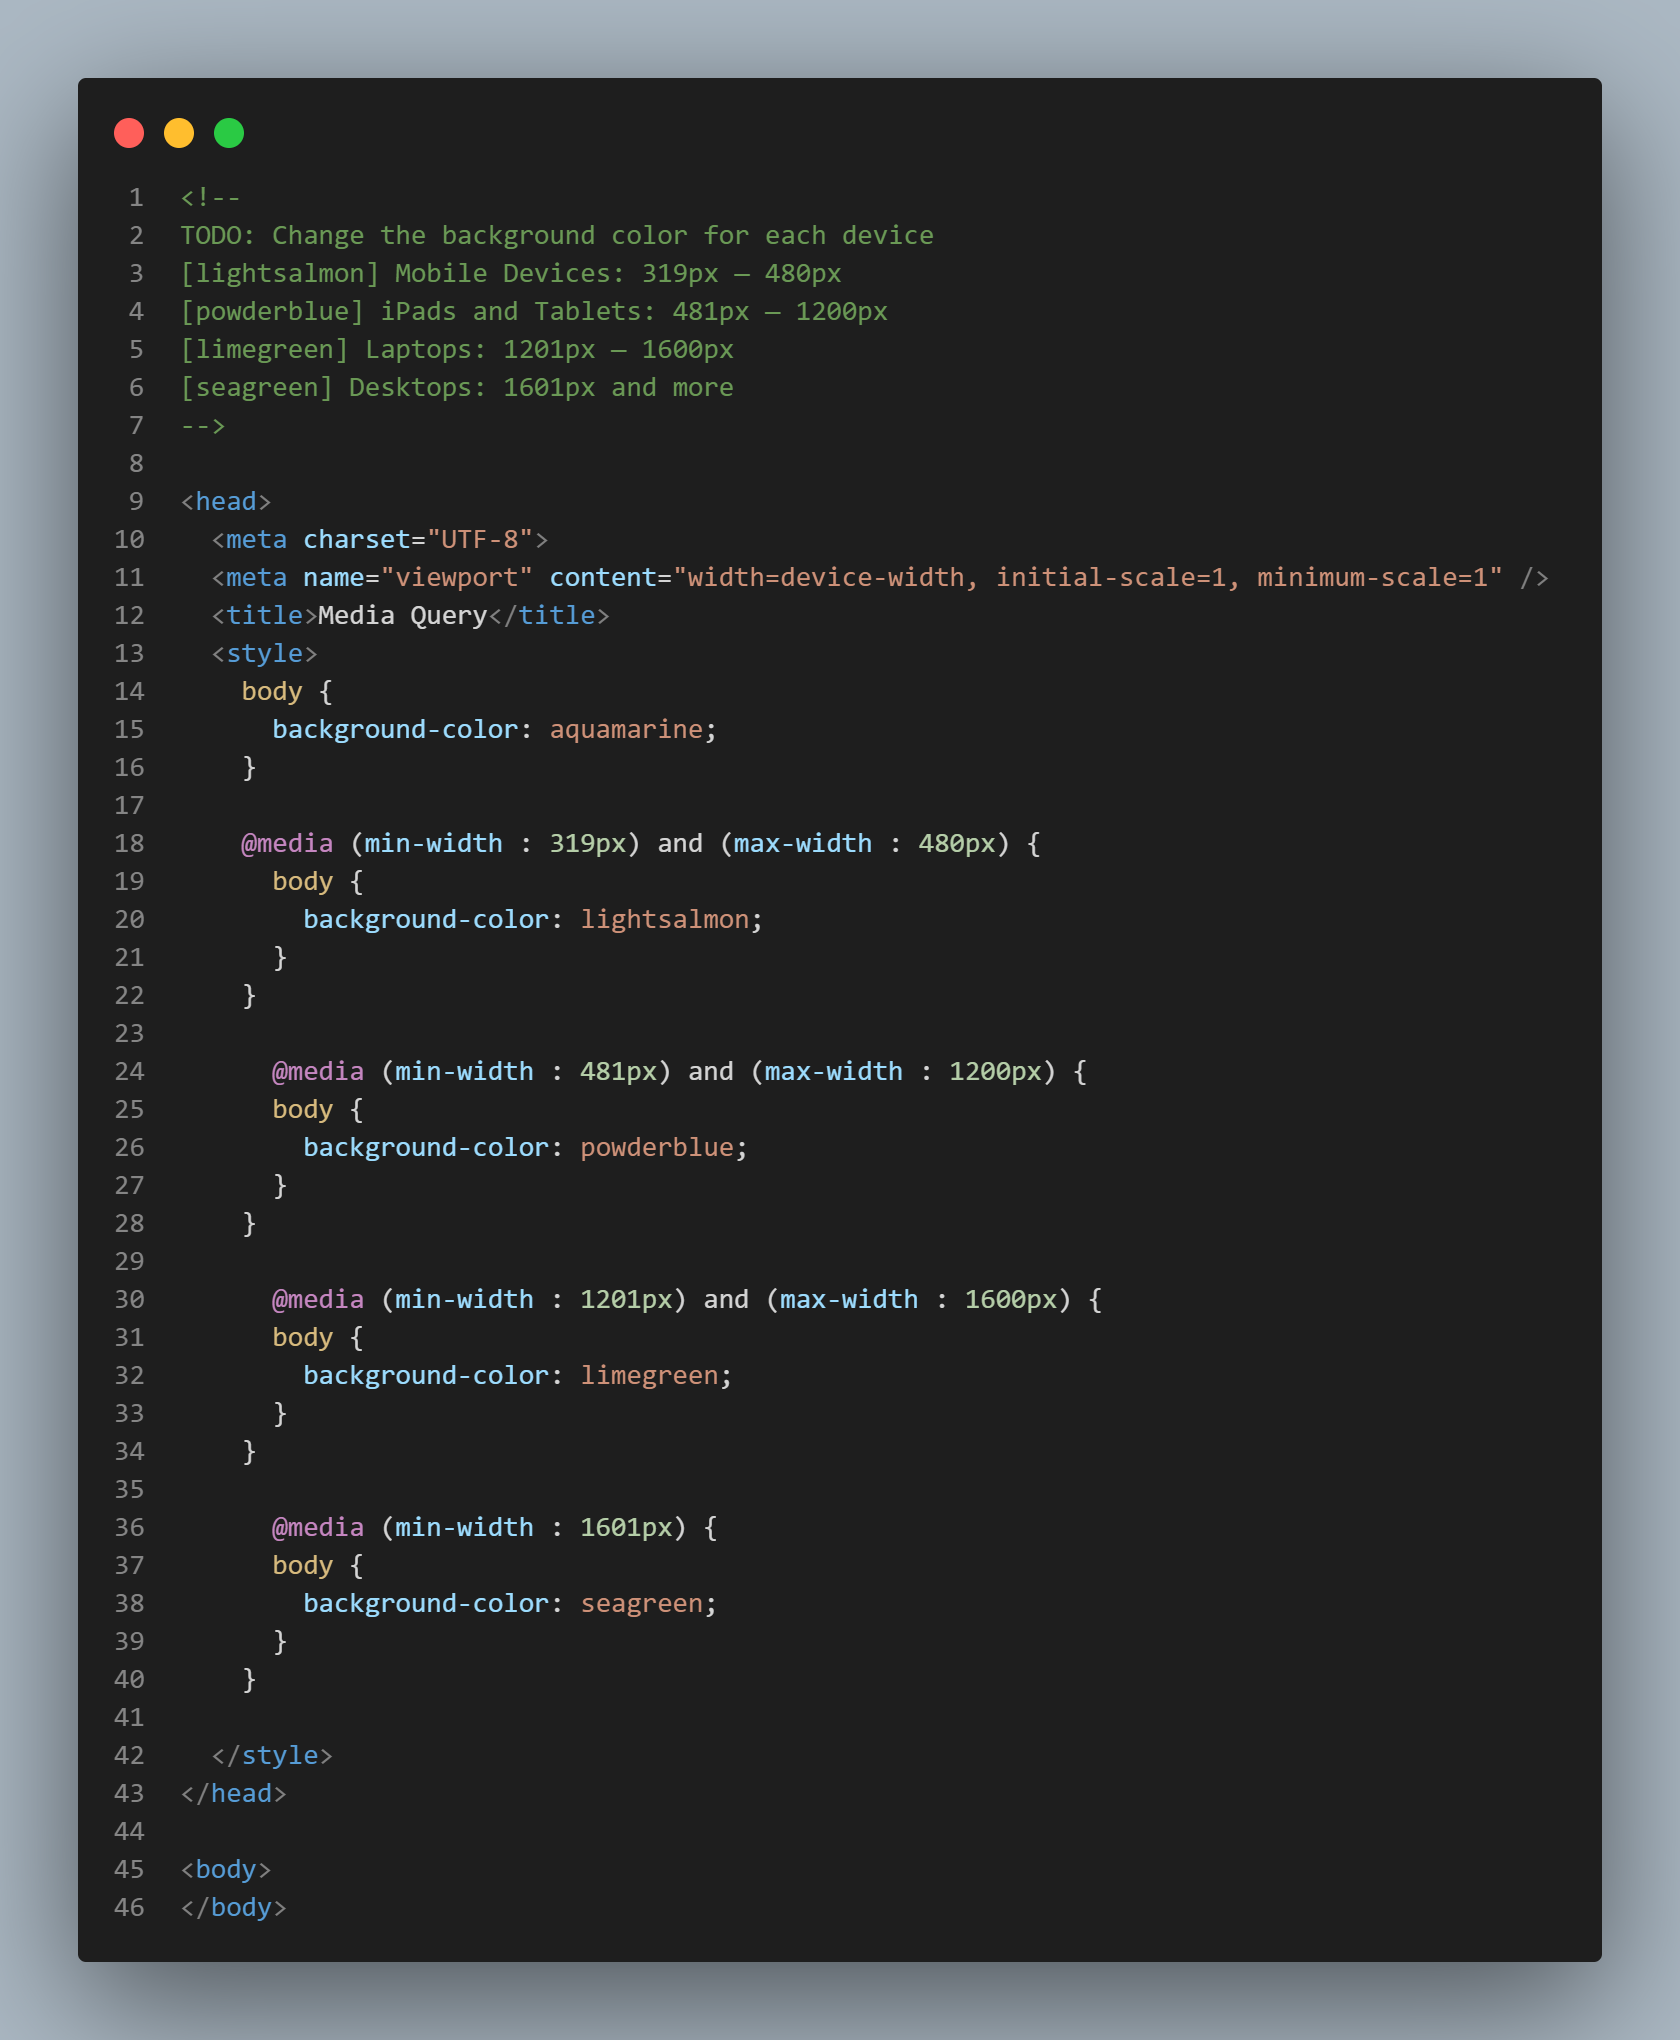 1 <!--
2 TODO: Change the background color for each device
3 [lightsalmon] Mobile Devices: 319px — 480px
4 [powderblue] iPads and Tablets: 481px — 1200px
5 [limegreen] Laptops: 1201px — 1600px
6 [seagreen] Desktops: 1601px and more
7 -->
8
9 <head>
10   <meta charset="UTF-8">
11   <meta name="viewport" content="width=device-width, initial-scale=1, minimum-scale=1" />
12   <title>Media Query</title>
13   <style>
14     body {
15       background-color: aquamarine;
16     }
17
18     @media (min-width : 319px) and (max-width : 480px) {
19       body {
20         background-color: lightsalmon;
21       }
22     }
23
24       @media (min-width : 481px) and (max-width : 1200px) {
25       body {
26         background-color: powderblue;
27       }
28     }
29
30       @media (min-width : 1201px) and (max-width : 1600px) {
31       body {
32         background-color: limegreen;
33       }
34     }
35
36       @media (min-width : 1601px) {
37       body {
38         background-color: seagreen;
39       }
40     }
41
42   </style>
43 </head>
44
45 <body>
46 </body>